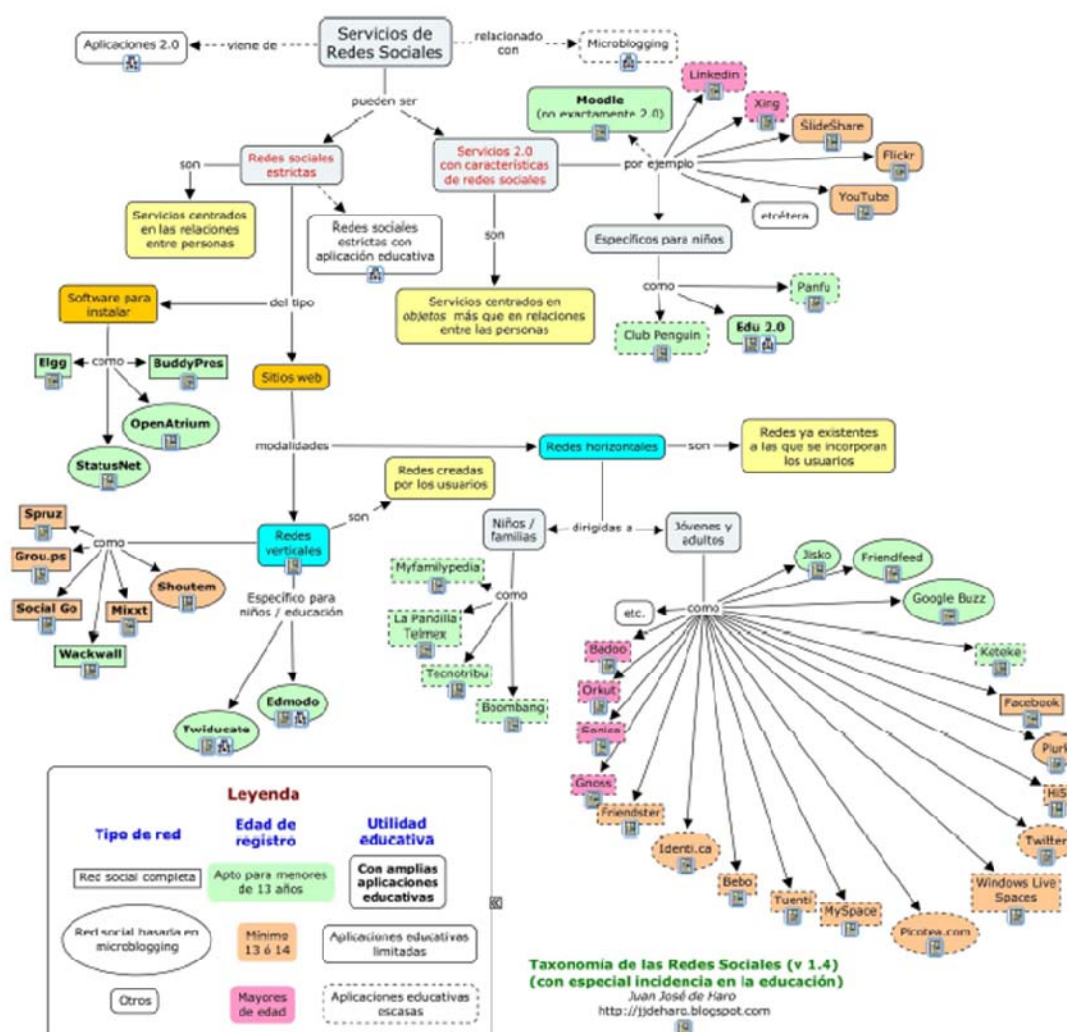 Servicios de
Redes Sociales
Aplicaciones 2.0
viene de
relacionado
con
Microblogging
pueden ser
Moodle
(no exactamente 2.0)
Linkedin
Xing
SlideShare
Flickr
YouTube
etcétera
por ejemplo
son
Redes sociales
estrictas
Servicios 2.0
con características
de redes sociales
Servicios centrados
en las relaciones
entre personas
Redes sociales
estrictas con
aplicación educativa
son
Específicos para niños
como
Panfu
Edu 2.0
Club Penguin
Servicios centrados en
objetos más que en relaciones
entre las personas
Software para
instalar
del tipo
Elgg
como
BuddyPres
OpenAtrium
StatusNet
Sitios web
modalidades
Redes horizontales
son
Redes ya existentes
a las que se incorporan
los usuarios
Redes creadas
por los usuarios
son
Redes
verticales
Spruz
como
Grou.ps
Social Go
Wackwall
Mixxt
Shoutem
Específico para
niños / educación
Edmodo
Twiducate
Niños /
familias
dirigidas a
Jóvenes y
adultos
Myfamilypedia
como
La Pandilla
Telmex
Tecnotribu
Boombang
etc.
como
Jisko
Friendfeed
Google Buzz
Keteke
Facebook
Plurk
Hi5
Twitter
Windows Live
Spaces
Picotea.com
MySpace
Tuenti
Bebo
Identi.ca
Friendster
Gnoss
Sonico
Orkut
Badoo
Leyenda
Tipo de red
Edad de
registro
Utilidad
educativa
Red social completa
Apto para menores
de 13 años
Con amplias
aplicaciones
educativas
Red social basada en
microblogging
Mínimo
13 ó 14
Aplicaciones educativas
limitadas
Otros
Mayores
de edad
Aplicaciones educativas
escasas
Taxonomía de las Redes Sociales (v 1.4)
(con especial incidencia en la educación)
Juan José de Haro
http://jjdeharo.blogspot.com